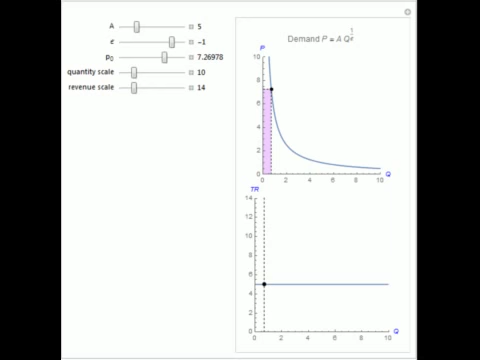 A 5
ϵ −1
p0 7.26978
quantity scale 10
revenue scale 14
Demand P = A Q^(1/ϵ)
P
10
8
6
4
2
0
0 2 4 6 8 10
Q
TR
14
12
10
8
6
4
2
0
0 2 4 6 8 10
Q